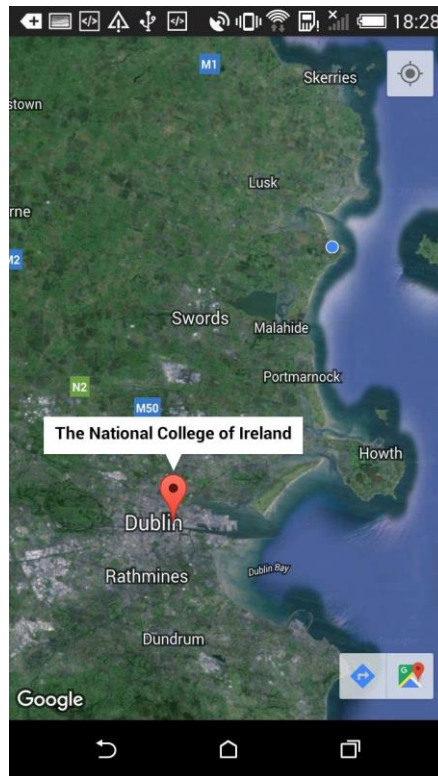 18:28
M1
Skerries
stown
Lusk
rne
M2
Swords
Malahide
Portmarnock
N2
M50
The National College of Ireland
Howth
Dublin
Rathmines
Dublin Bay
Dundrum
Google